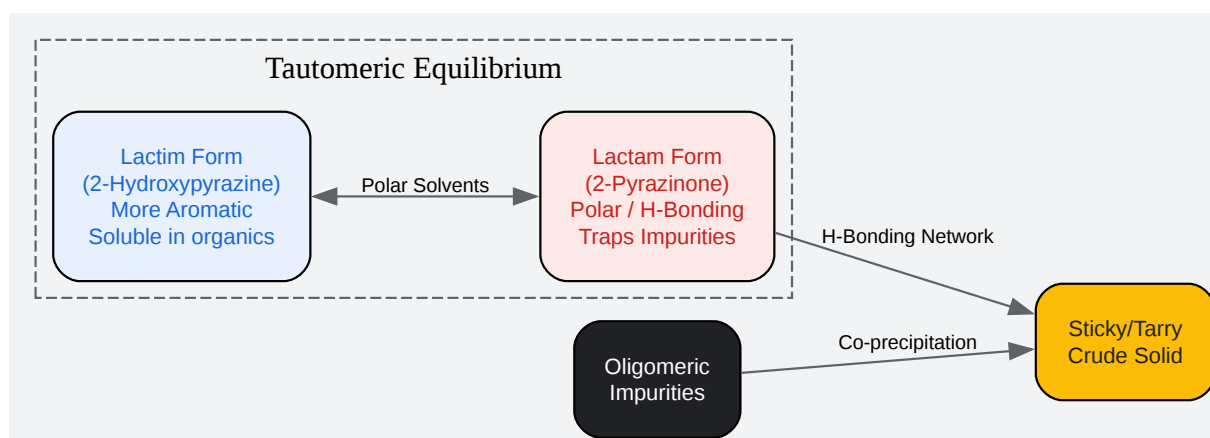 Tautomeric Equilibrium
Lactim Form
(2-Hydroxypyrazine)
More Aromatic
Soluble in organics
Polar Solvents
Lactam Form
(2-Pyrazinone)
Polar / H-Bonding
Traps Impurities
H-Bonding Network
Oligomeric
Impurities
Co-precipitation
Sticky/Tarry
Crude Solid